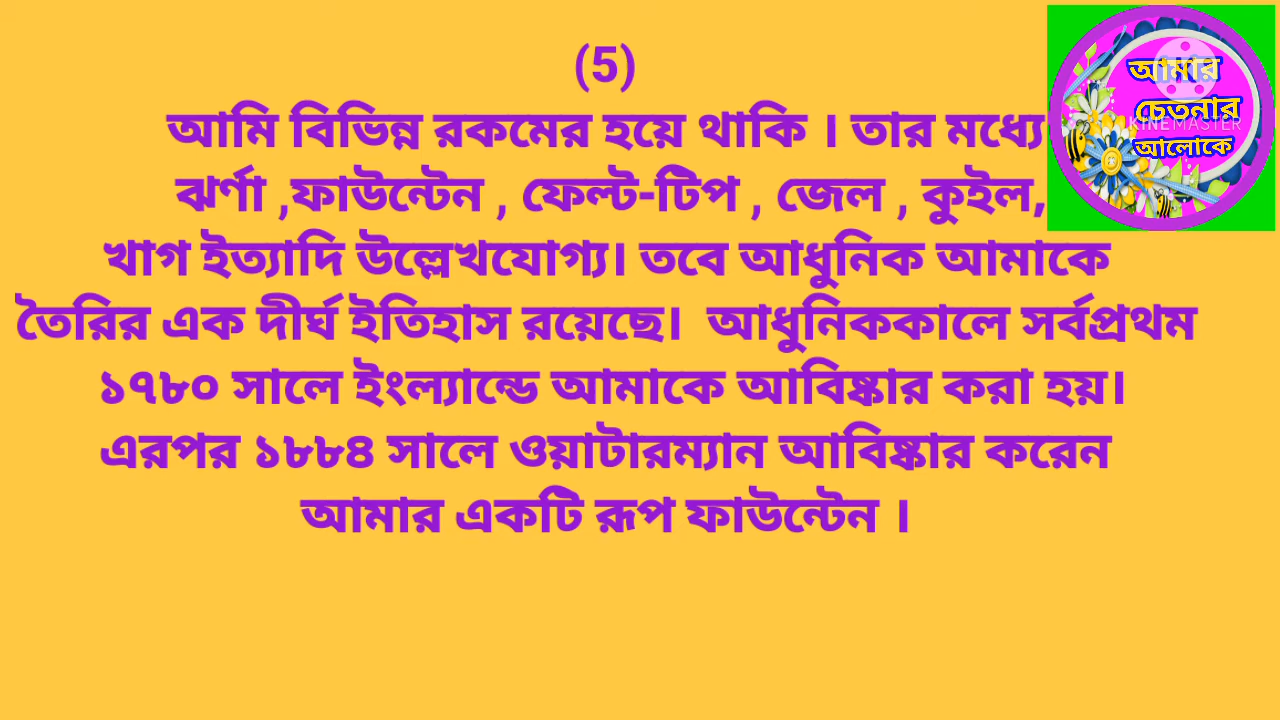 (5)
আমি বিভিন্ন রকমের হয়ে থাকি । তার মধ্যে
ঝর্ণা ,ফাউন্টেন , ফেল্ট-টিপ , জেল , কুইল,
খাগ ইত্যাদি উল্লেখযোগ্য। তবে আধুনিক আমাকে
তৈরির এক দীর্ঘ ইতিহাস রয়েছে। আধুনিককালে সর্বপ্রথম
১৭৮০ সালে ইংল্যান্ডে আমাকে আবিষ্কার করা হয়।
এরপর ১৮৮৪ সালে ওয়াটারম্যান আবিষ্কার করেন
আমার একটি রূপ ফাউন্টেন ।
আমার
চেতনার
KINEMASTER
আলোকে